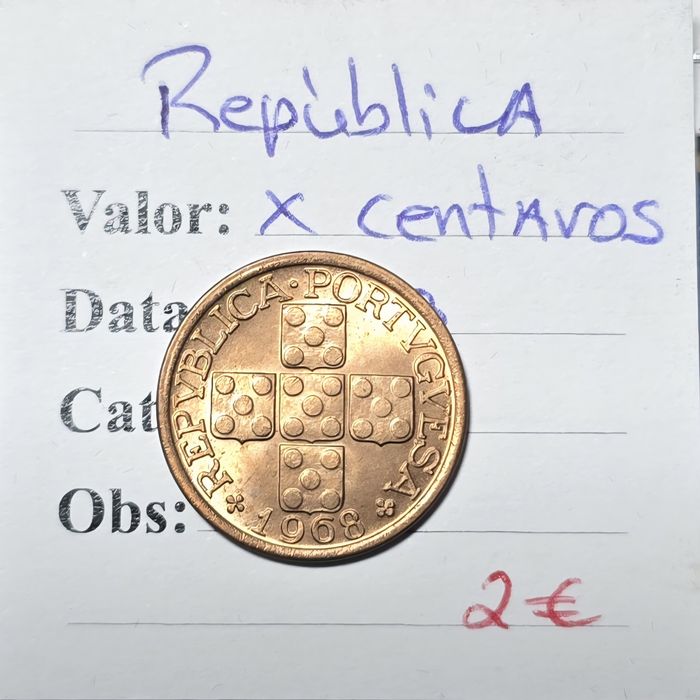 República
Valor: X CENTAVOS
Data
Cat
Obs:
REPVBLICA · PORTVGVESA
1968
2€